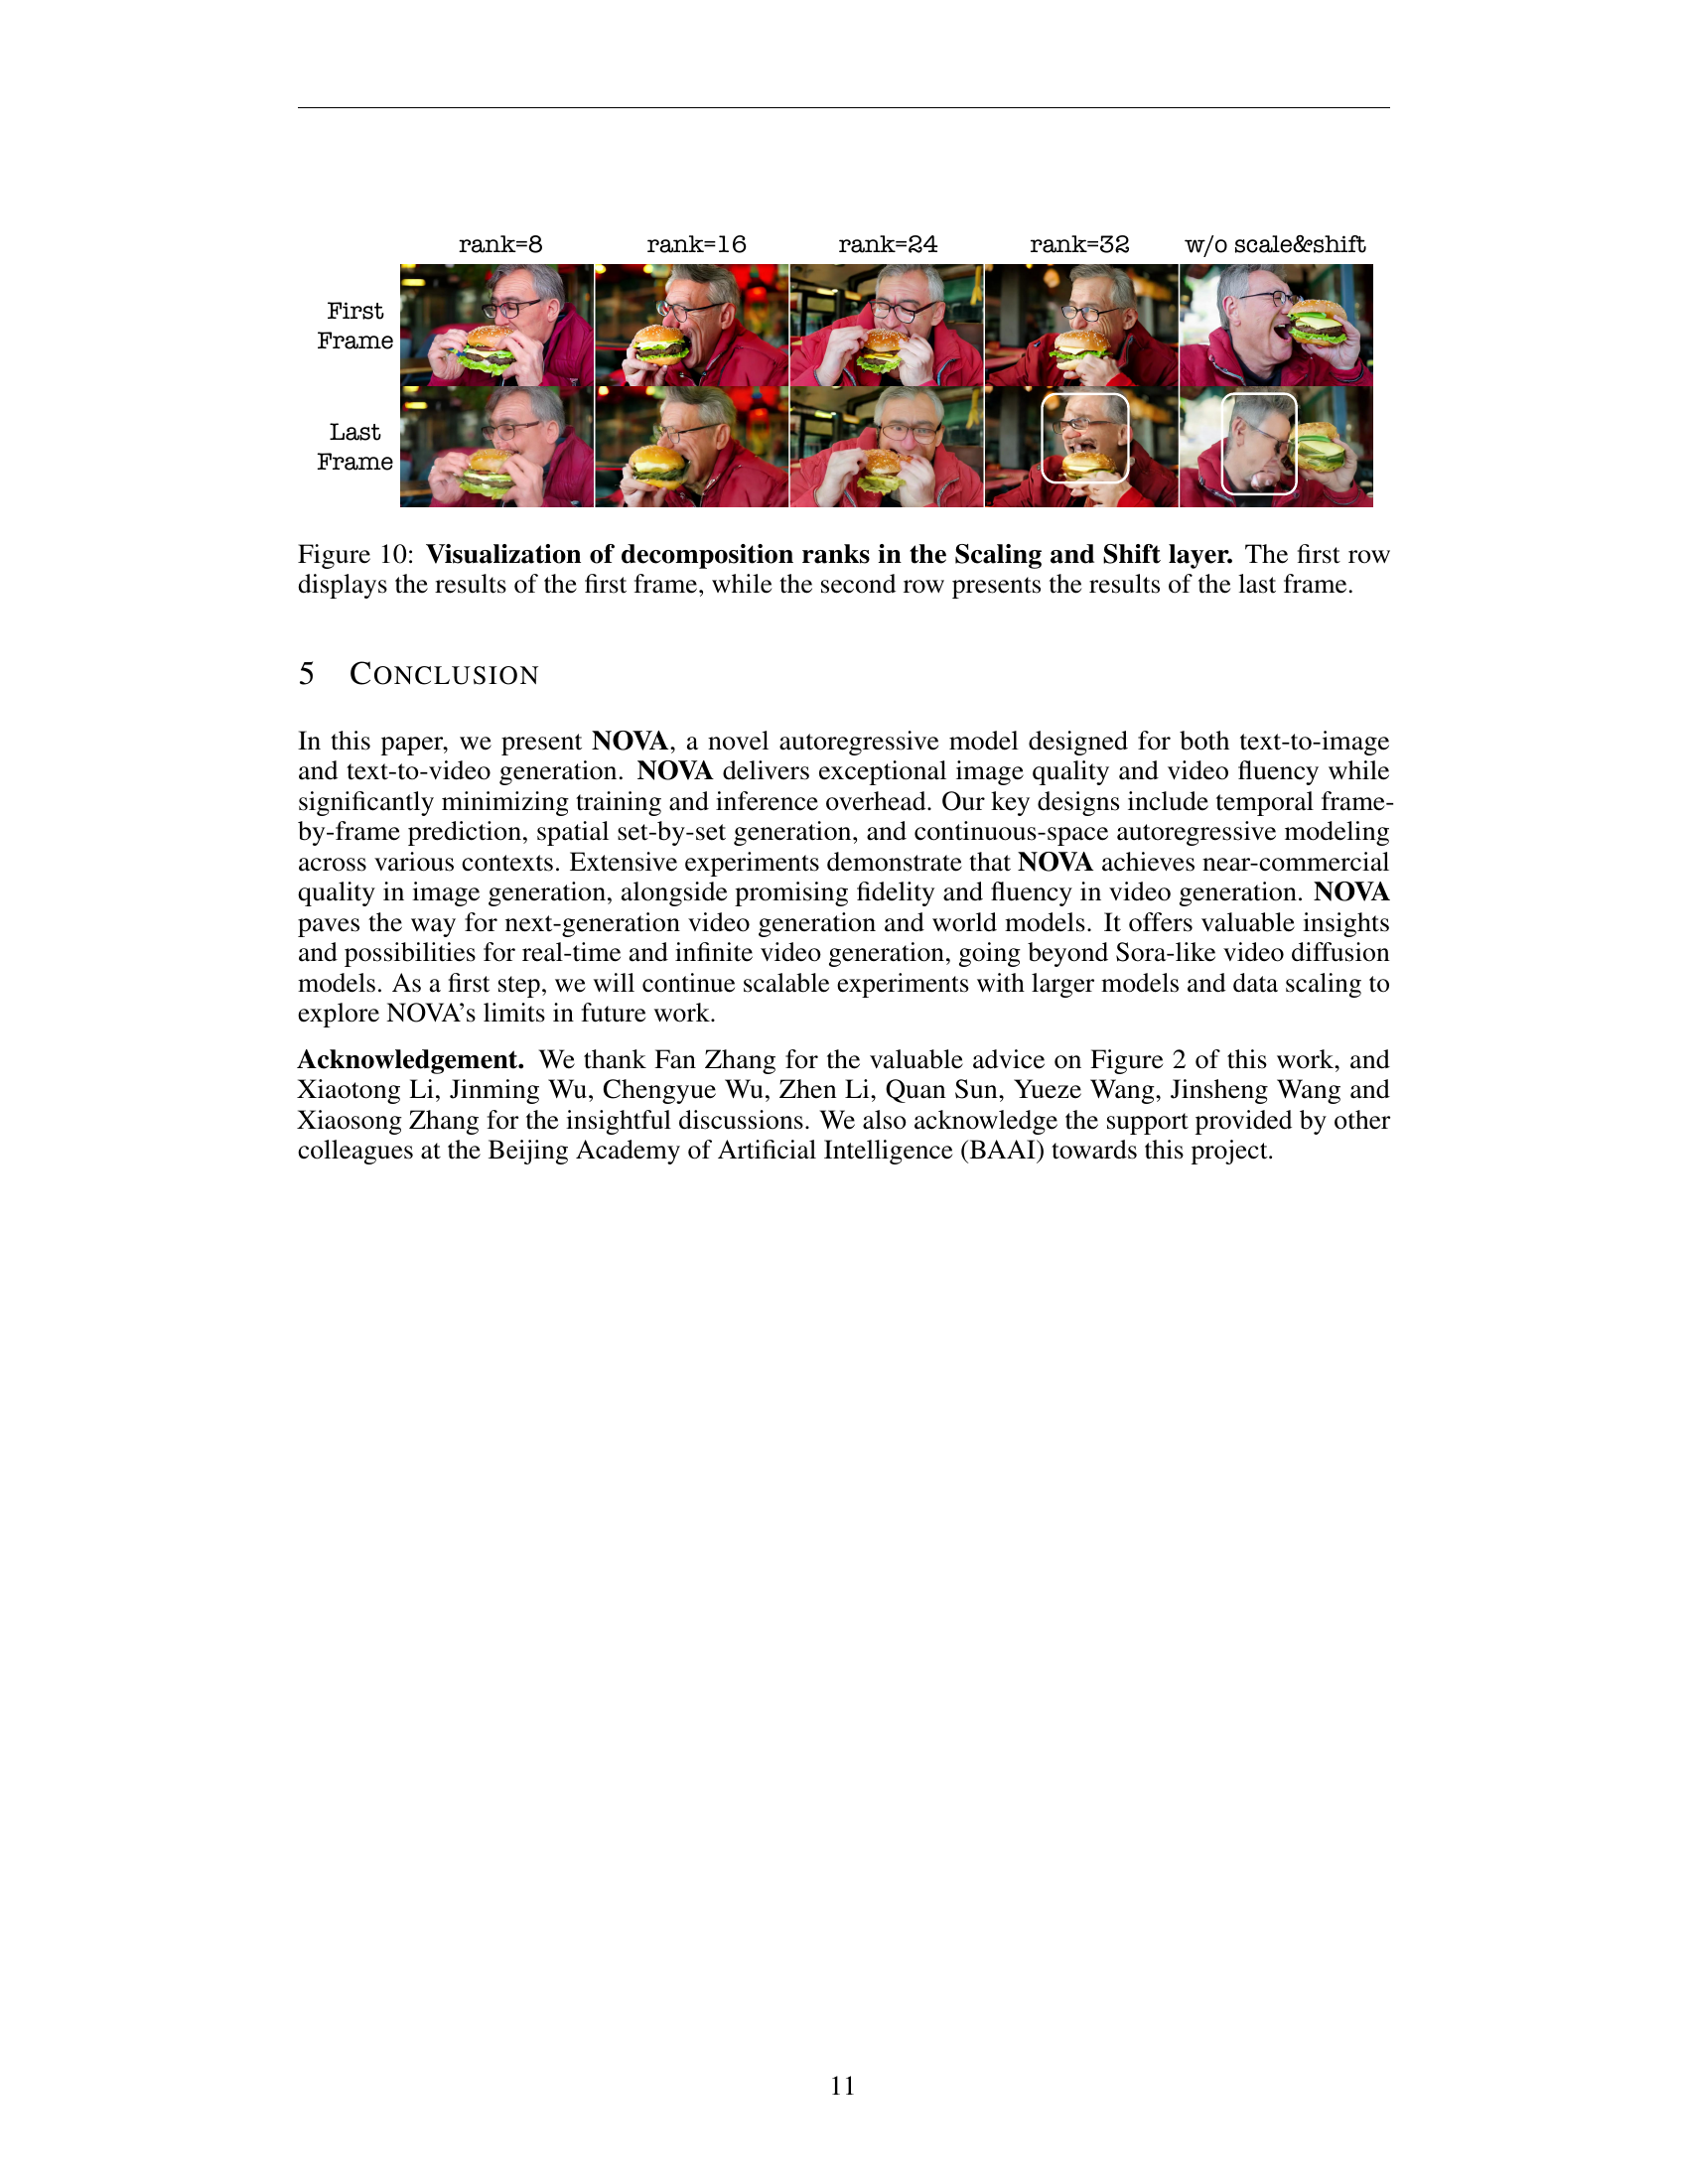 rank=8 rank=16 rank=24 rank=32 w/o scale&shift
First
Frame
Last
Frame
Figure 10: Visualization of decomposition ranks in the Scaling and Shift layer. The first row
displays the results of the first frame, while the second row presents the results of the last frame.
5 CONCLUSION
In this paper, we present NOVA, a novel autoregressive model designed for both text-to-image
and text-to-video generation. NOVA delivers exceptional image quality and video fluency while
significantly minimizing training and inference overhead. Our key designs include temporal frame-
by-frame prediction, spatial set-by-set generation, and continuous-space autoregressive modeling
across various contexts. Extensive experiments demonstrate that NOVA achieves near-commercial
quality in image generation, alongside promising fidelity and fluency in video generation. NOVA
paves the way for next-generation video generation and world models. It offers valuable insights
and possibilities for real-time and infinite video generation, going beyond Sora-like video diffusion
models. As a first step, we will continue scalable experiments with larger models and data scaling to
explore NOVA's limits in future work.
Acknowledgement. We thank Fan Zhang for the valuable advice on Figure 2 of this work, and
Xiaotong Li, Jinming Wu, Chengyue Wu, Zhen Li, Quan Sun, Yueze Wang, Jinsheng Wang and
Xiaosong Zhang for the insightful discussions. We also acknowledge the support provided by other
colleagues at the Beijing Academy of Artificial Intelligence (BAAI) towards this project.
11